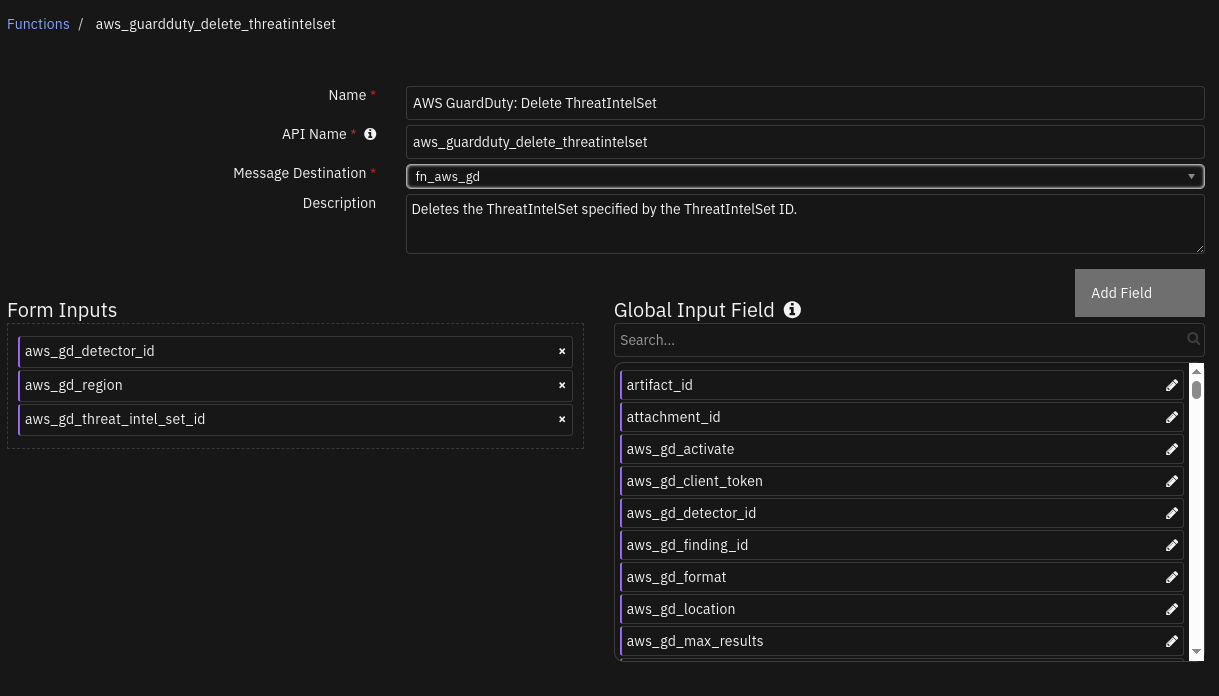 Functions / aws_guardduty_delete_threatintelset
Name *
AWS GuardDuty: Delete ThreatIntelSet
API Name *
aws_guardduty_delete_threatintelset
Message Destination *
fn_aws_gd
Description
Deletes the ThreatIntelSet specified by the ThreatIntelSet ID.
Add Field
Form Inputs
aws_gd_detector_id ×
aws_gd_region ×
aws_gd_threat_intel_set_id ×
Global Input Field
Search...
artifact_id
attachment_id
aws_gd_activate
aws_gd_client_token
aws_gd_detector_id
aws_gd_finding_id
aws_gd_format
aws_gd_location
aws_gd_max_results